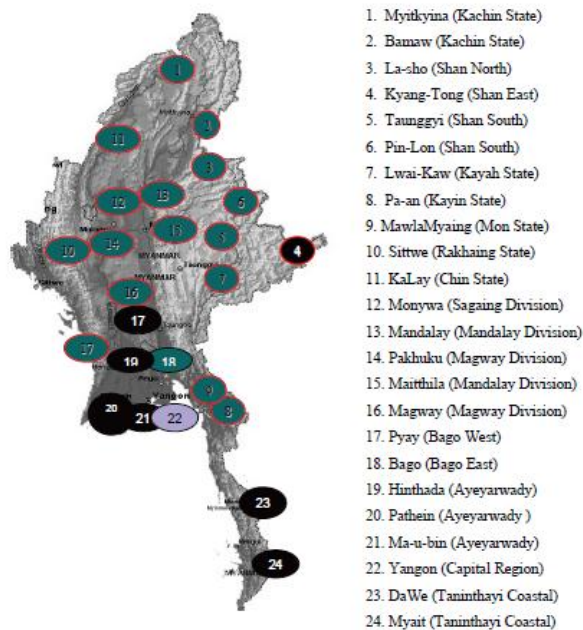 1. Myitkyina (Kachin State)
2. Bamaw (Kachin State)
3. La-sho (Shan North)
4. Kyang-Tong (Shan East)
5. Taunggyi (Shan South)
6. Pin-Lon (Shan South)
7. Lwai-Kaw (Kayah State)
8. Pa-an (Kayin State)
9. MawlaMyaing (Mon State)
10. Sittwe (Rakhaing State)
11. KaLay (Chin State)
12. Monywa (Sagaing Division)
13. Mandalay (Mandalay Division)
14. Pakhuku (Magway Division)
15. Maitthila (Mandalay Division)
16. Magway (Magway Division)
17. Pyay (Bago West)
18. Bago (Bago East)
19. Hinthada (Ayeyarwady)
20. Pathein (Ayeyarwady )
21. Ma-u-bin (Ayeyarwady)
22. Yangon (Capital Region)
23. DaWe (Taninthayi Coastal)
24. Myait (Taninthayi Coastal)
1
11
3
12
13
6
15
5
10
14
4
MYANMAR
MYANMAR
7
16
17
17
19
18
Yangon
9
8
20
21
22
23
24